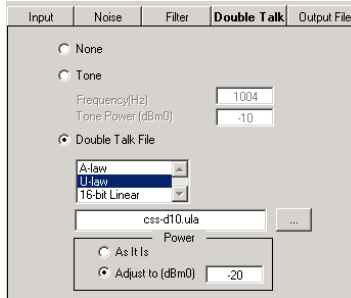 Input Noise Filter Double Talk Output File
None
Tone
Frequency(Hz) 1004
Tone Power (dBm0) -10
Double Talk File
A-law
U-law
16-bit Linear
css-d10.ula ...
Power
As It Is
Adjust to (dBm0) -20